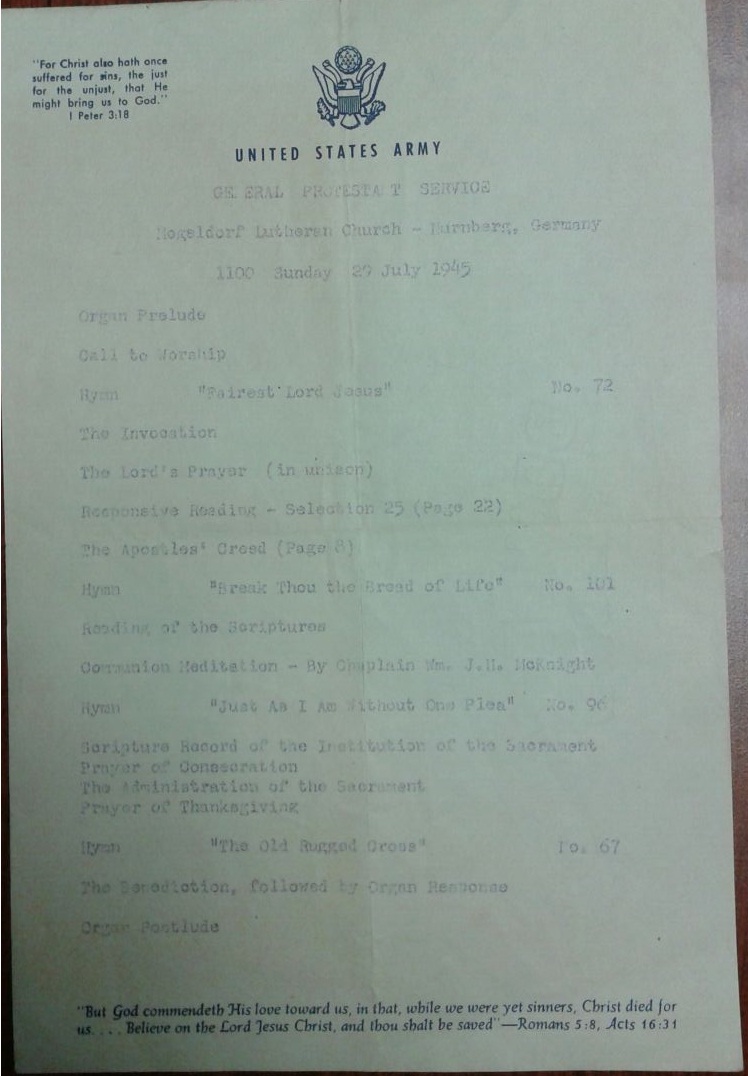 "For Christ also hath once
suffered for sins, the just
for the unjust, that He
might bring us to God."
I Peter 3:18
UNITED STATES ARMY
GE ERAL PROTESTA T SERVICE
Mogeldorf Lutheran Church - Nurnberg, Germany
1100 Sunday 29 July 1945
Organ Prelude
Call to Worship
Hymn "Fairest Lord Jesus" No. 72
The Invocation
The Lord's Prayer (in unison)
Responsive Reading - Selection 25 (Page 22)
The Apostles' Creed (Page 8)
Hymn "Break Thou the Bread of Life" No. 101
Reading of the Scriptures
Communion Meditation - By Chaplain Wm. J.H. McKnight
Hymn "Just As I Am Without One Plea" No. 96
Scripture Record of the Institution of the Sacrament
Prayer of Consecration
The Administration of the Sacrament
Prayer of Thanksgiving
Hymn "The Old Rugged Cross" No. 67
The Benediction, followed by Organ Response
Organ Postlude
"But God commendeth His love toward us, in that, while we were yet sinners, Christ died for
us. . . . Believe on the Lord Jesus Christ, and thou shalt be saved"—Romans 5:8, Acts 16:31